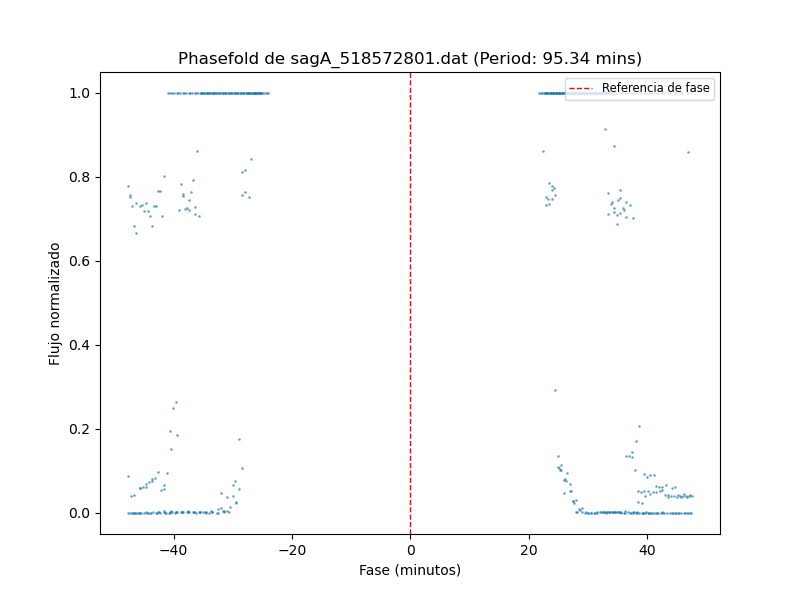 Phasefold de sagA_518572801.dat (Period: 95.34 mins)
Referencia de fase
1.0
0.8
0.6
0.4
0.2
0.0
Flujo normalizado
−40
−20
0
20
40
Fase (minutos)